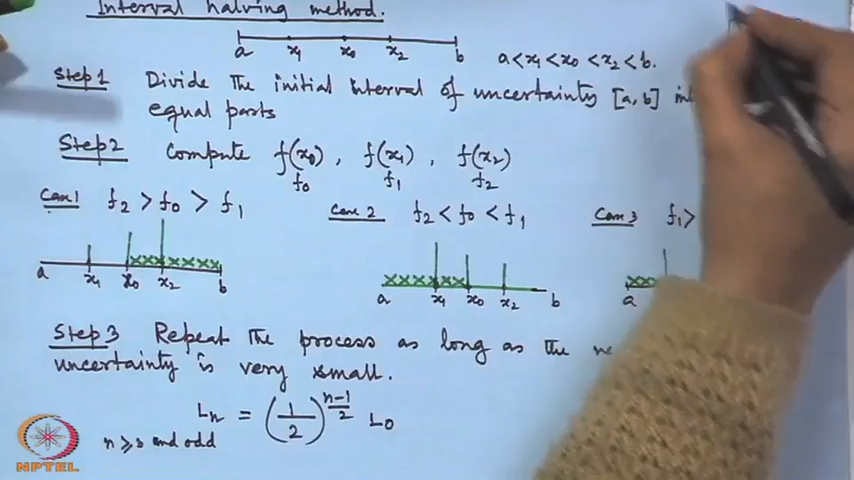 Interval halving method.
a x₁ x₀ x₂ b
a < x₁ < x₀ < x₂ < b.
Step 1 Divide the initial interval of uncertainty [a, b]
equal parts
Step 2 Compute f(x₀), f(x₁), f(x₂)
f₀ f₁ f₂
Case 1 f₂ > f₀ > f₁
Case 2 f₂ < f₀ < f₁
Case 3 f₁ >
a x₁ x₀ x₂ b
a x₁ x₀ x₂ b
a
Step 3 Repeat the process as long as the
uncertainty is very small.
Lₙ = (1/2)^((n-1)/2) L₀
n ≥ 3 and odd
NPTEL